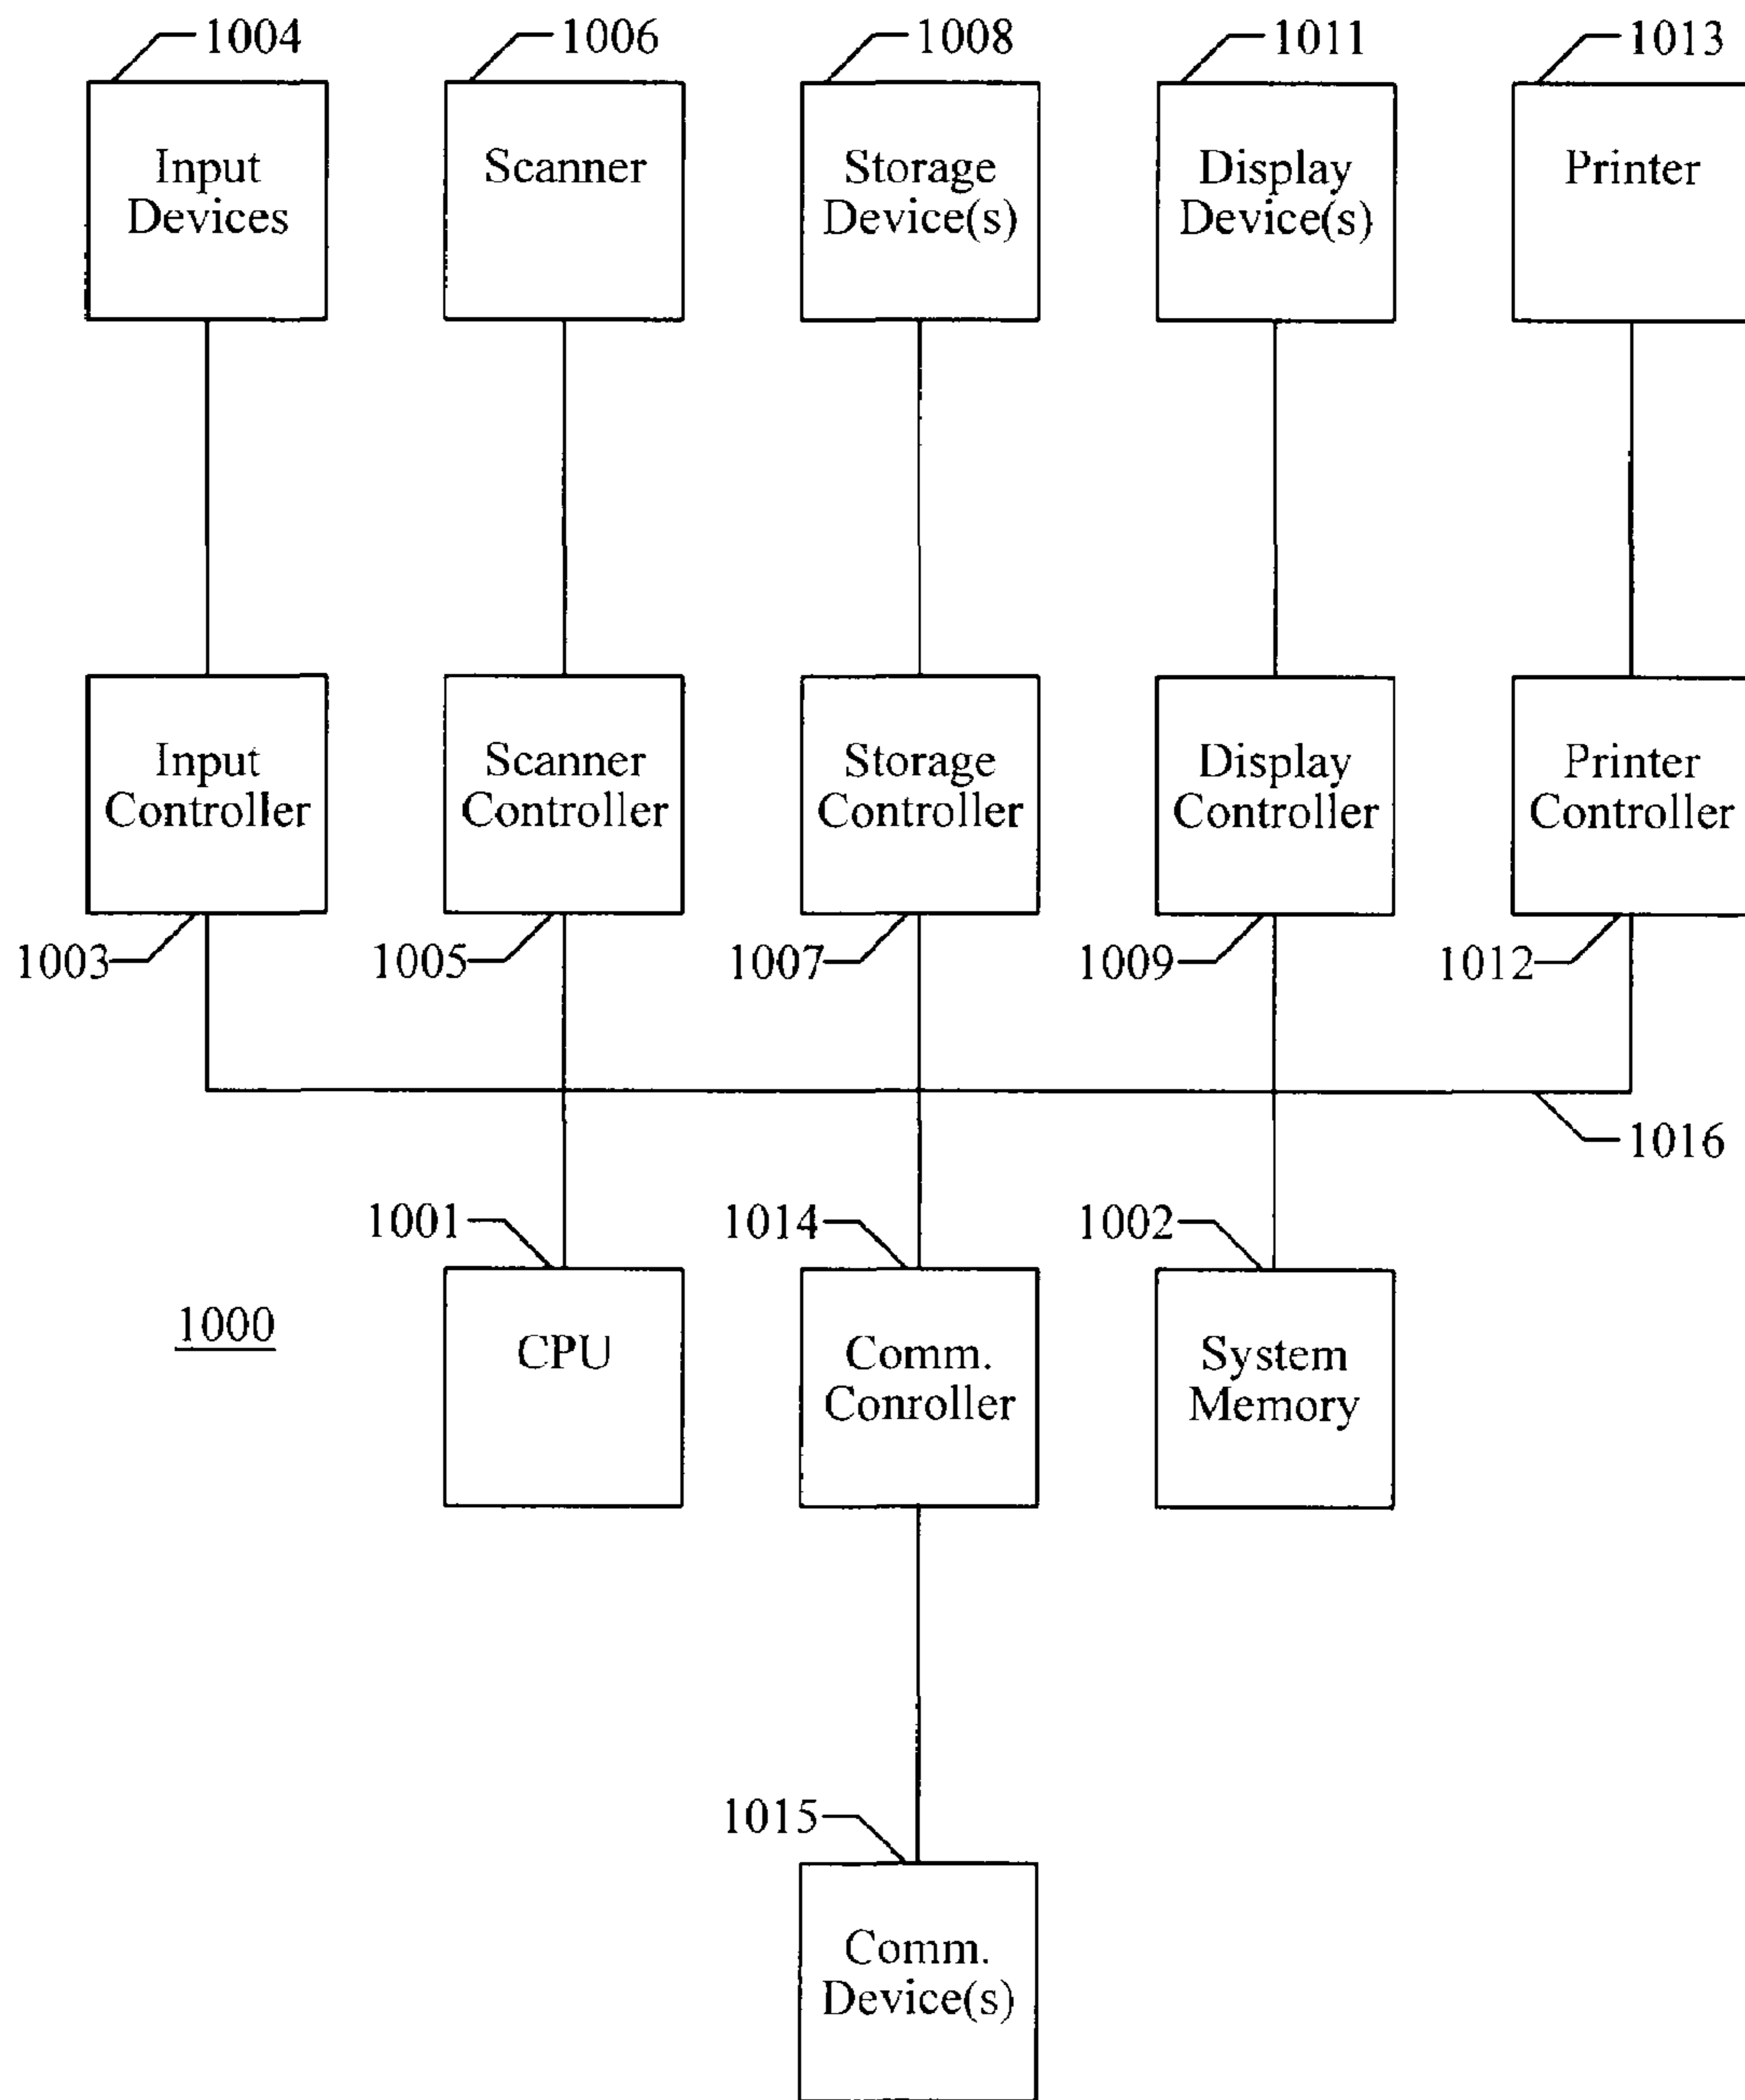 1004
1006
1008
1011
1013
Input
Devices
Scanner
Storage
Device(s)
Display
Device(s)
Printer
Input
Controller
Scanner
Controller
Storage
Controller
Display
Controller
Printer
Controller
1003
1005
1007
1009
1012
1016
1001
1014
1002
1000
CPU
Comm.
Conroller
System
Memory
1015
Comm.
Device(s)